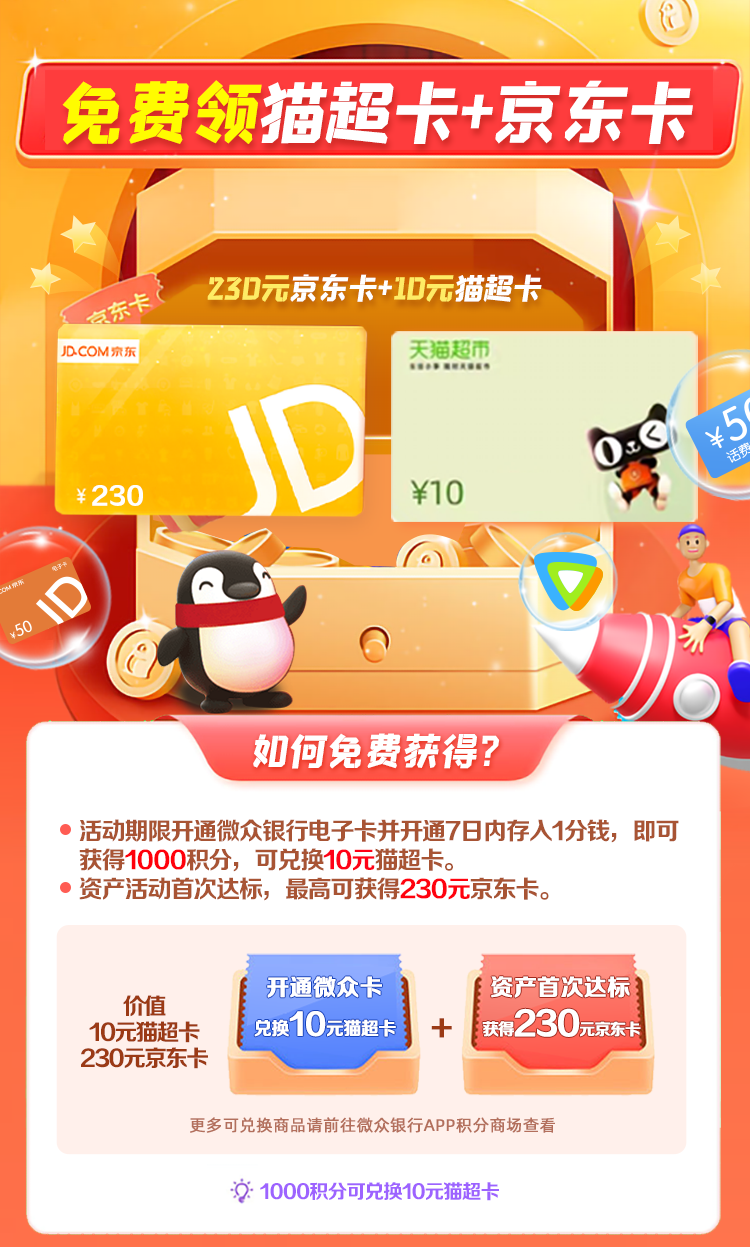 免费领猫超卡+京东卡
230元京东卡+10元猫超卡
京东卡
JD.COM京东
JD
¥230
天猫超市
¥10
¥50
话费
COM京东
电子卡
JD
¥50
如何免费获得?
活动期限开通微众银行电子卡并开通7日内存入1分钱，即可
获得1000积分，可兑换10元猫超卡。
资产活动首次达标，最高可获得230元京东卡。
价值
10元猫超卡
230元京东卡
开通微众卡
兑换10元猫超卡
+
资产首次达标
获得230元京东卡
更多可兑换商品请前往微众银行APP积分商场查看
1000积分可兑换10元猫超卡